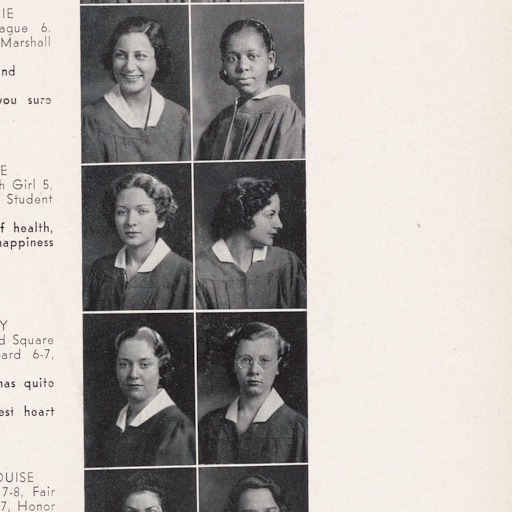 IE
ague 6.
Marshall
nd
you sure
E
h Girl 5,
Student
f health,
happiness
Y
d Square
ard 6-7,
has quite
est heart
OUISE
7-8, Fair
7, Honor